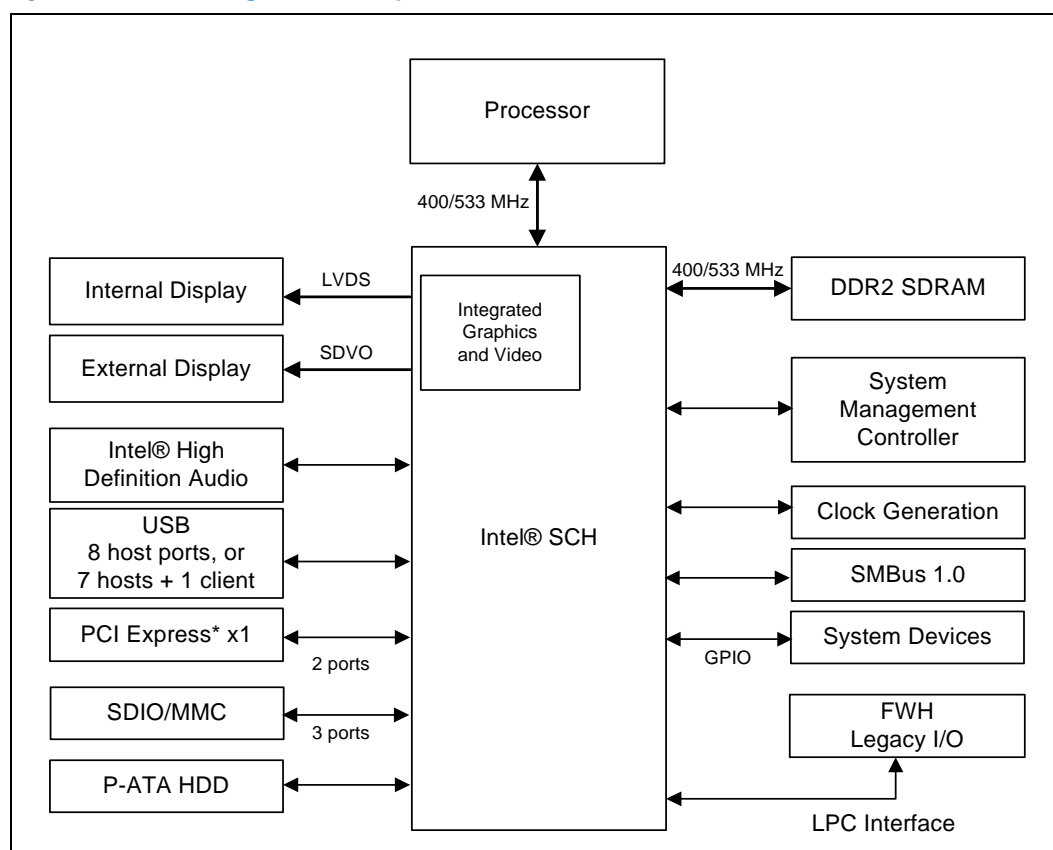 Processor
400/533 MHz
Internal Display
LVDS
External Display
SDVO
Integrated
Graphics
and Video
400/533 MHz
DDR2 SDRAM
System
Management
Controller
Intel® High
Definition Audio
USB
8 host ports, or
7 hosts + 1 client
Intel® SCH
Clock Generation
SMBus 1.0
PCI Express* x1
2 ports
System Devices
GPIO
SDIO/MMC
3 ports
FWH
Legacy I/O
P-ATA HDD
LPC Interface